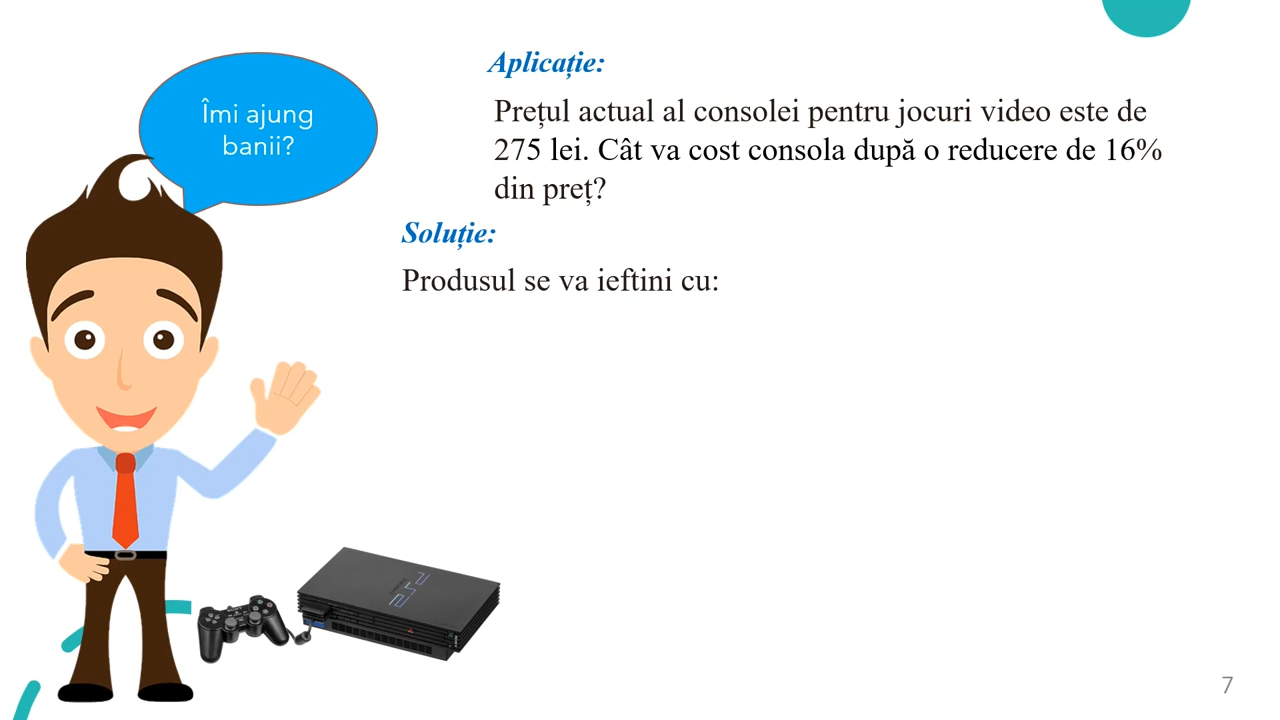 Îmi ajung
banii?
Aplicație:
Prețul actual al consolei pentru jocuri video este de
275 lei. Cât va cost consola după o reducere de 16%
din preț?
Soluție:
Produsul se va ieftini cu:
7